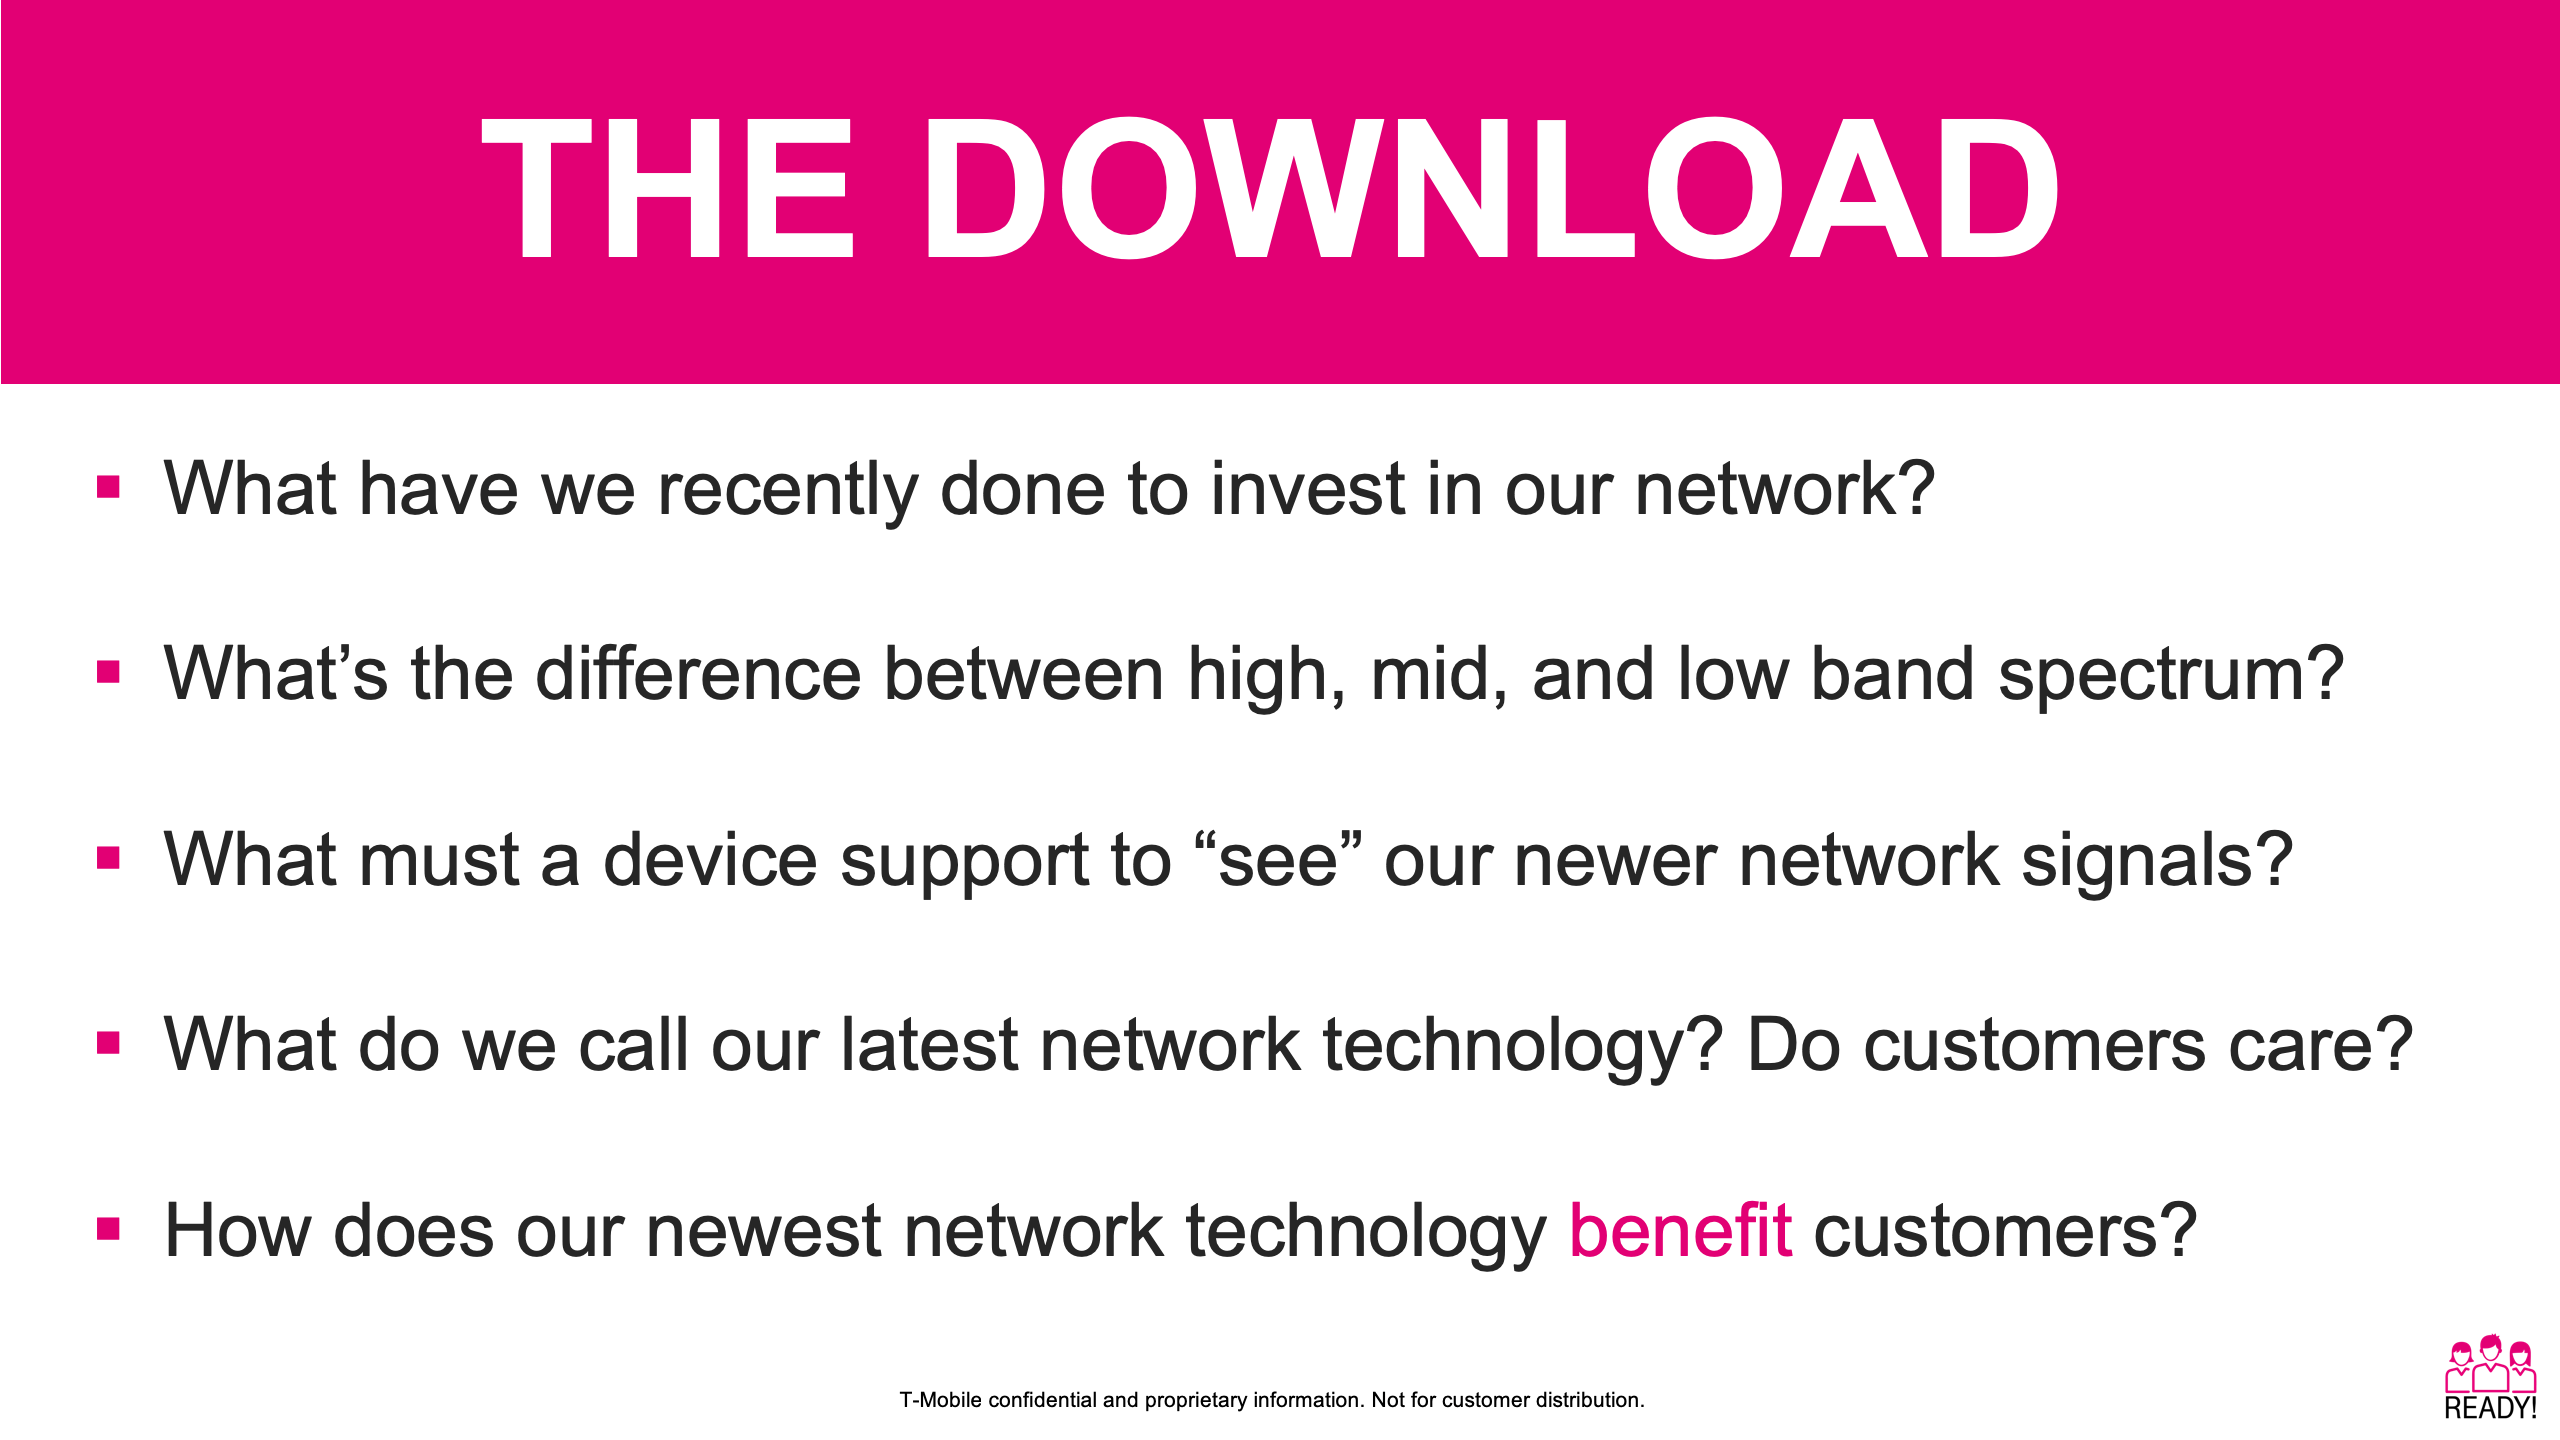 THE DOWNLOAD
▪ What have we recently done to invest in our network?
▪ What’s the difference between high, mid, and low band spectrum?
▪ What must a device support to “see” our newer network signals?
▪ What do we call our latest network technology? Do customers care?
▪ How does our newest network technology benefit customers?
T-Mobile confidential and proprietary information. Not for customer distribution.
READY!